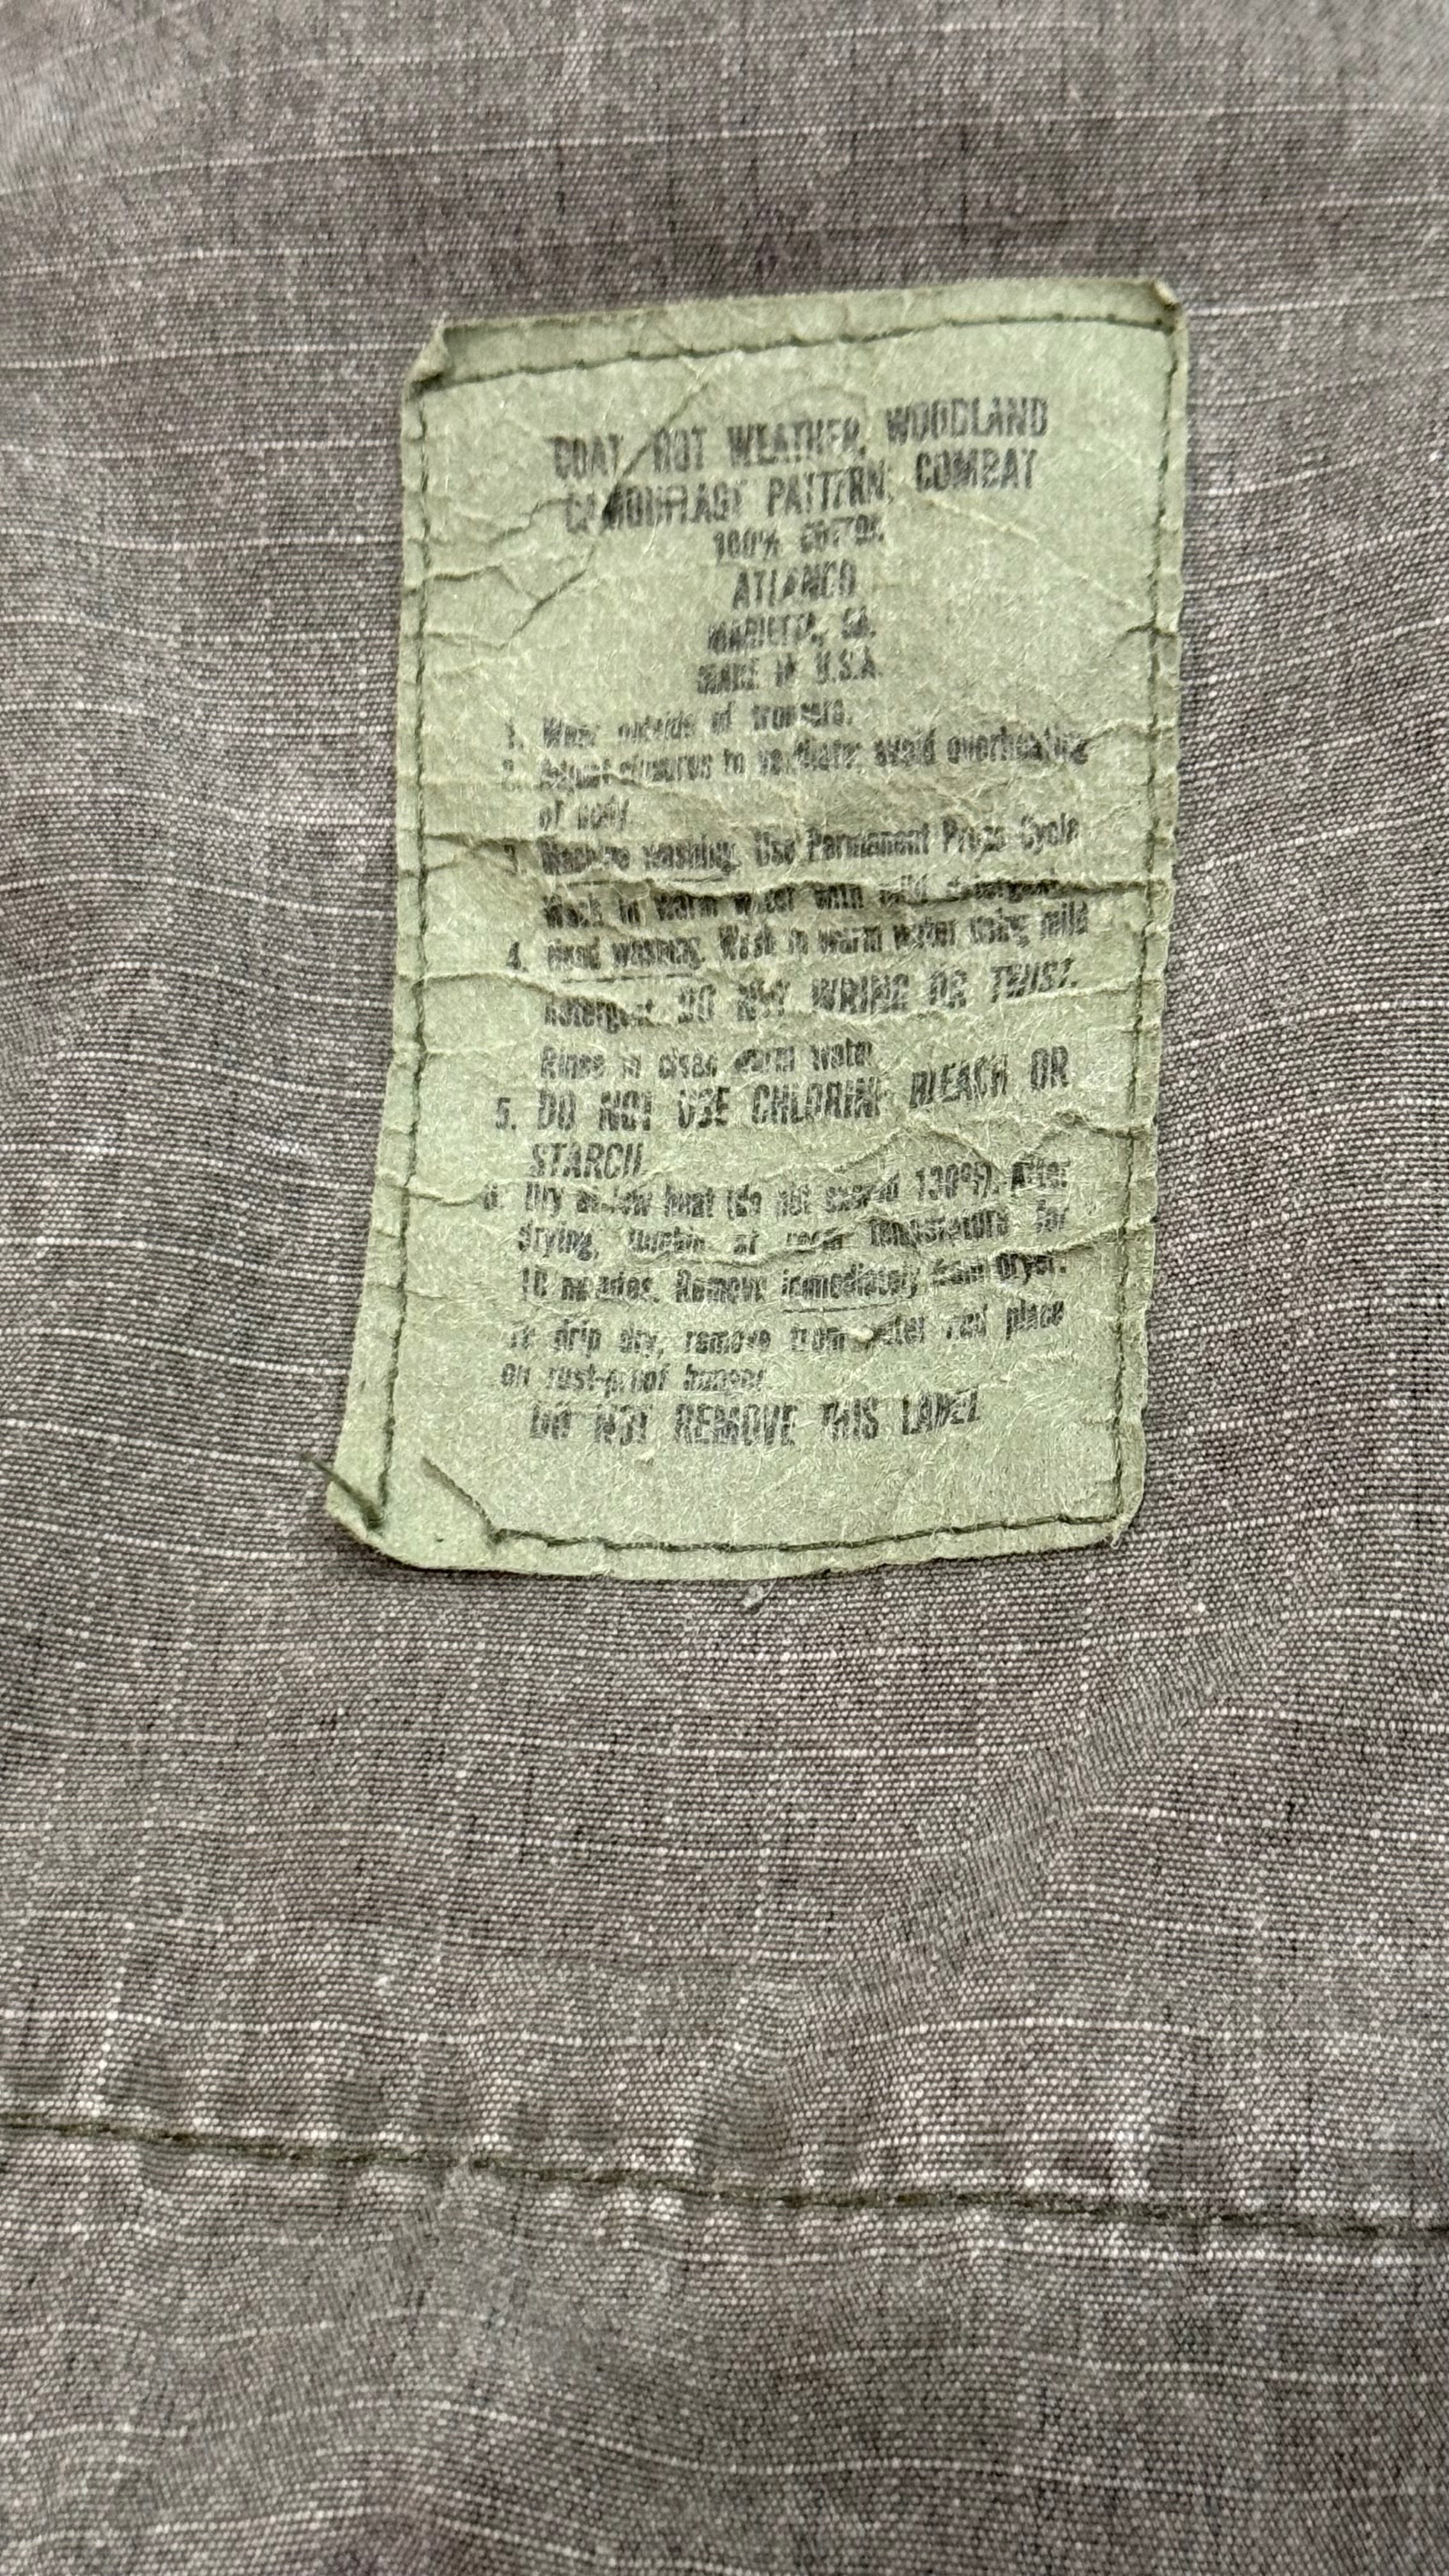 COAT, HOT WEATHER, WOODLAND
CAMOUFLAGE PATTERN, COMBAT
100% COTTON
ATLANCO
MARIETTA, GA.
MADE IN U.S.A.
1. Wear outside of trousers.
2. Adjust closures to ventilate; avoid overheating
of body.
3. Machine washing. Use Permanent Press Cycle
Wash in warm water with mild detergent.
4. Hand washing. Wash in warm water using mild
detergent. DO NOT WRING OR TWIST.
Rinse in clean warm water.
5. DO NOT USE CHLORINE BLEACH OR
STARCH.
6. Dry at low heat (do not exceed 130°F). After
drying, tumble at room temperature for
10 minutes. Remove immediately from dryer.
To drip dry, remove from water and place
on rust-proof hanger.
DO NOT REMOVE THIS LABEL